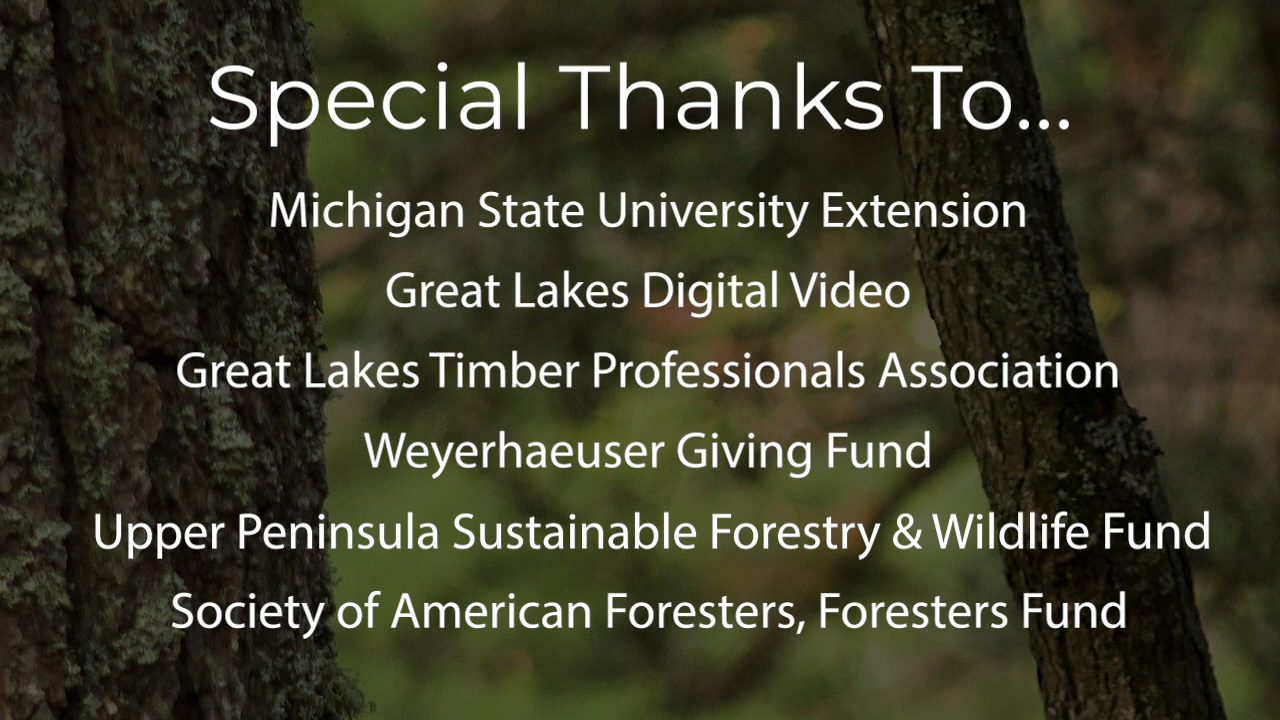 Special Thanks To...
Michigan State University Extension
Great Lakes Digital Video
Great Lakes Timber Professionals Association
Weyerhaeuser Giving Fund
Upper Peninsula Sustainable Forestry & Wildlife Fund
Society of American Foresters, Foresters Fund